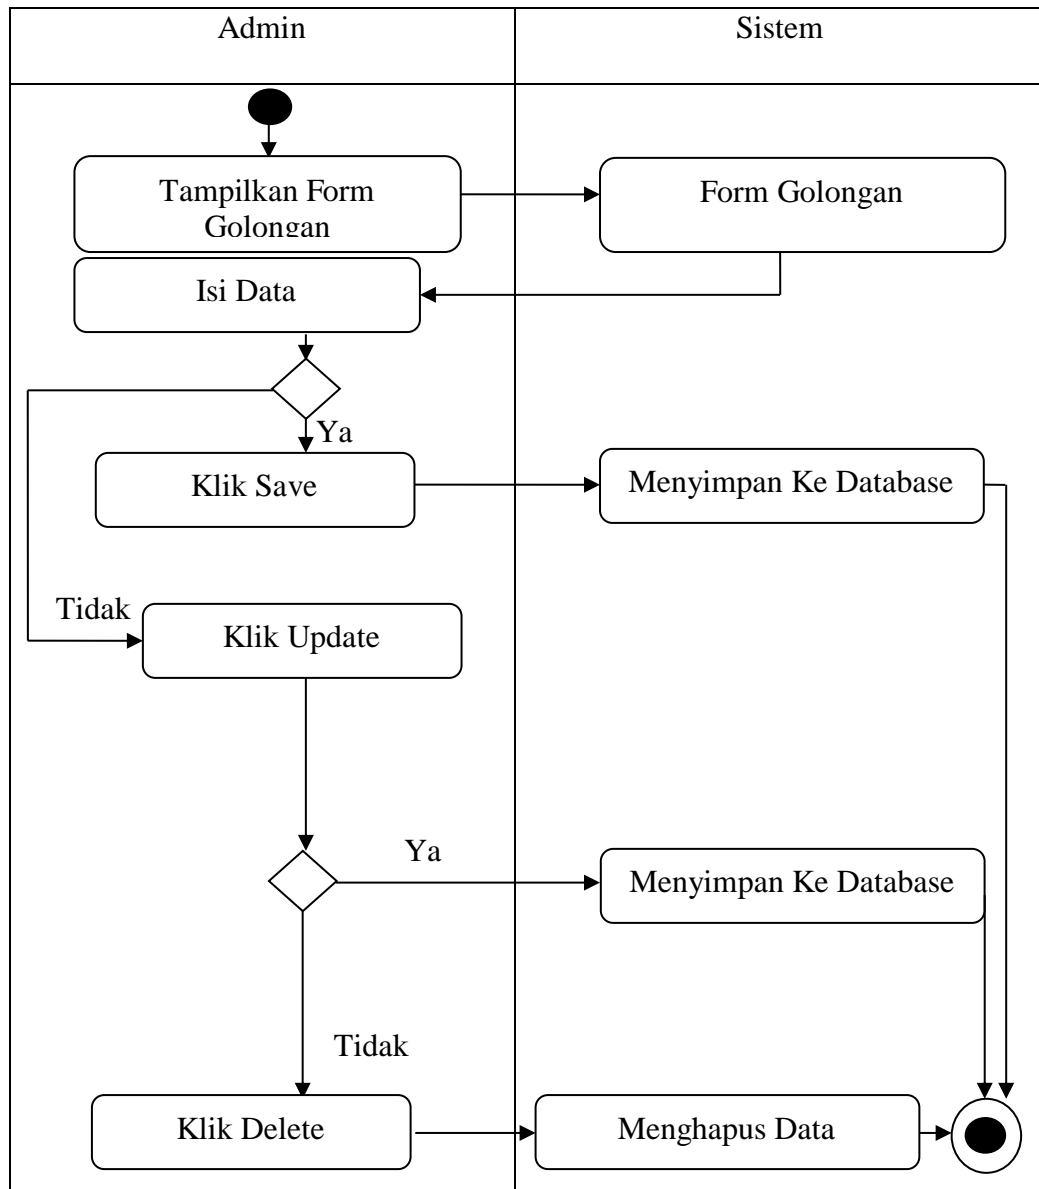 Admin
Sistem
Tampilkan Form
Golongan
Form Golongan
Isi Data
Ya
Klik Save
Menyimpan Ke Database
Tidak
Klik Update
Ya
Menyimpan Ke Database
Tidak
Klik Delete
Menghapus Data